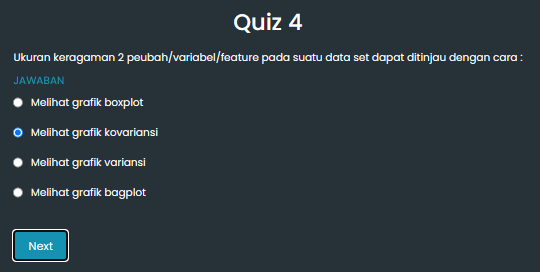 Quiz 4
Ukuran keragaman 2 peubah/variabel/feature pada suatu data set dapat ditinjau dengan cara :
JAWABAN
Melihat grafik boxplot
Melihat grafik kovariansi
Melihat grafik variansi
Melihat grafik bagplot
Next